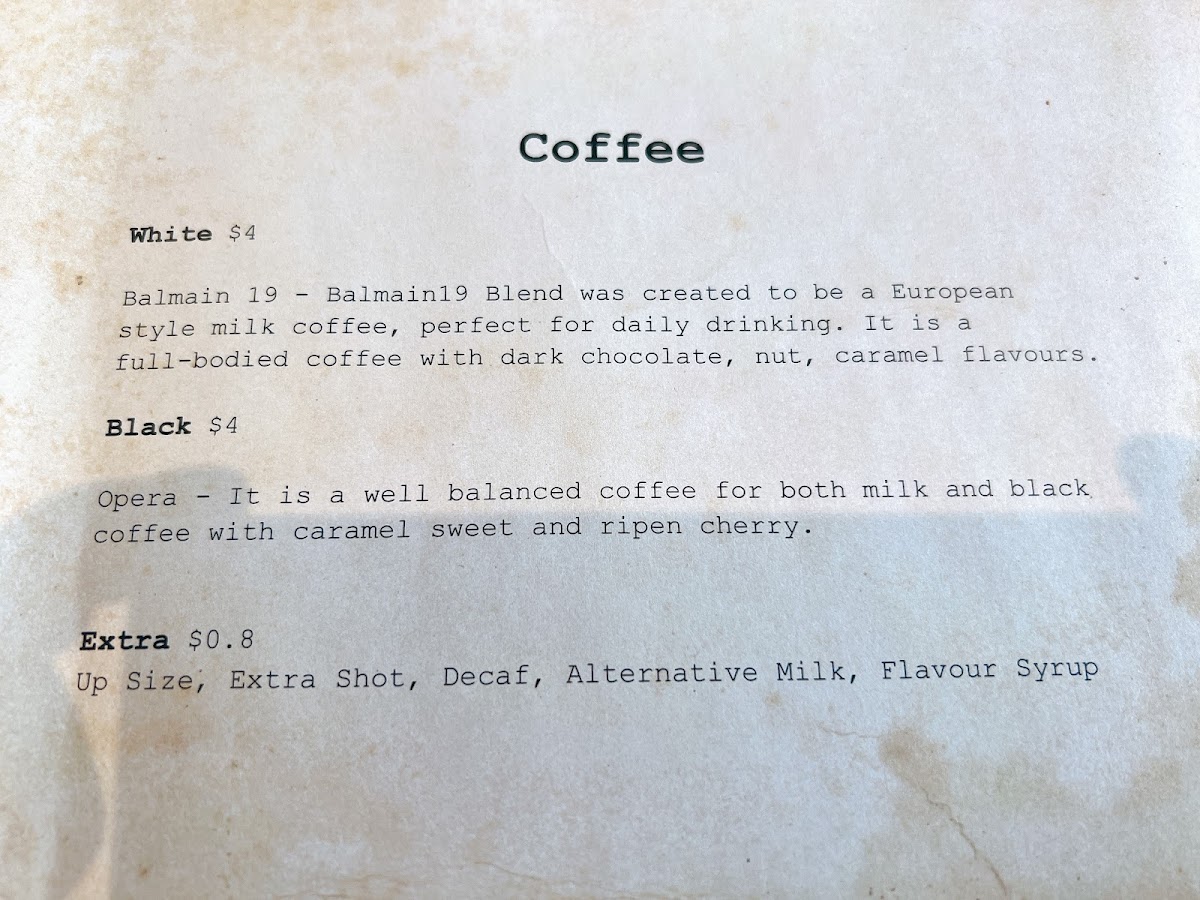 Coffee
White $4
Balmain 19 - Balmain19 Blend was created to be a European
style milk coffee, perfect for daily drinking. It is a
full-bodied coffee with dark chocolate, nut, caramel flavours.
Black $4
Opera - It is a well balanced coffee for both milk and black
coffee with caramel sweet and ripen cherry.
Extra $0.8
Up Size, Extra Shot, Decaf, Alternative Milk, Flavour Syrup